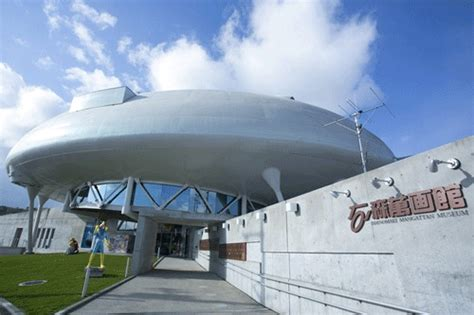 石ノ森萬画館
ISHINOMORI MANGATTAN MUSEUM